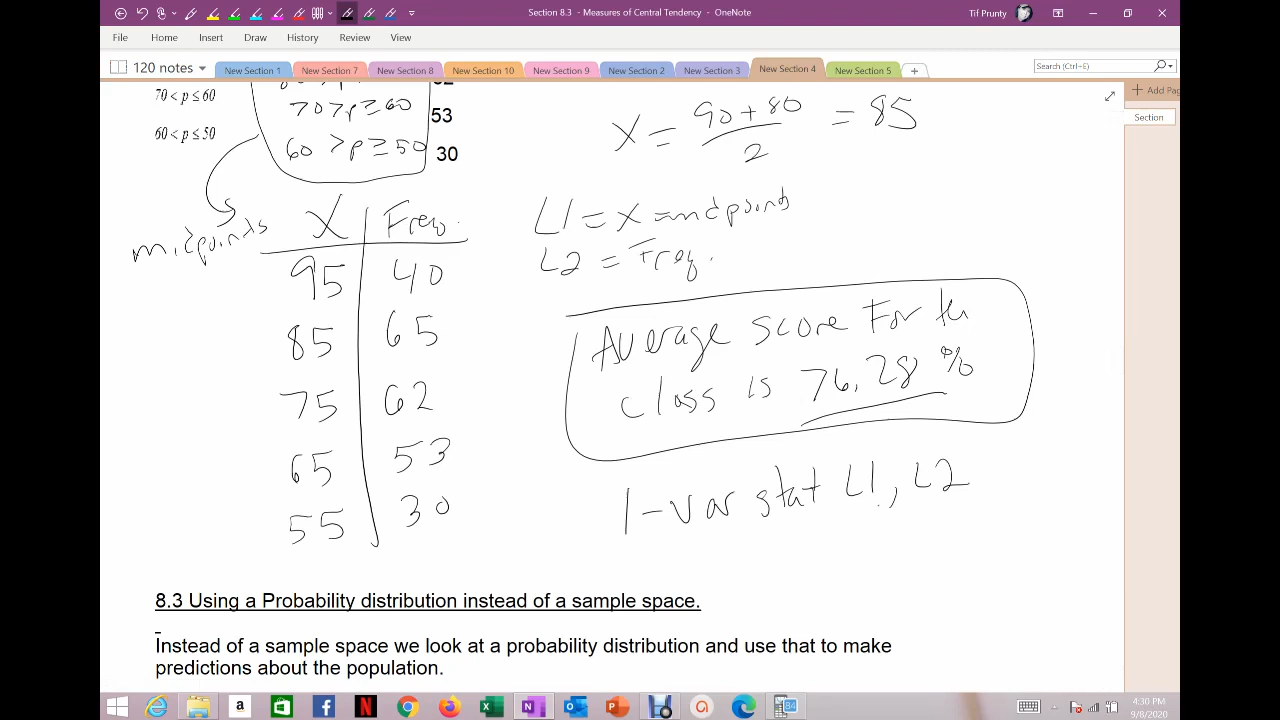 Section 8.3 - Measures of Central Tendency - OneNote
Tif Prunty
File Home Insert Draw History Review View
120 notes
New Section 1 New Section 7 New Section 8 New Section 10 New Section 9 New Section 2 New Section 3 New Section 4 New Section 5
Search (Ctrl+E)
Add Pag
Section
70 < p ≤ 60
70 > p ≥ 60
53
60 < p ≤ 50
60 > p ≥ 50
30
X = 90 + 80 / 2 = 85
midpoints
X Freq.
95 40
85 65
75 62
65 53
55 30
L1 = X = midpoints
L2 = Freq.
Average score For th
class is 76.28 %
1-var stat L1, L2
8.3 Using a Probability distribution instead of a sample space.
Instead of a sample space we look at a probability distribution and use that to make
predictions about the population.
4:30 PM
9/8/2020